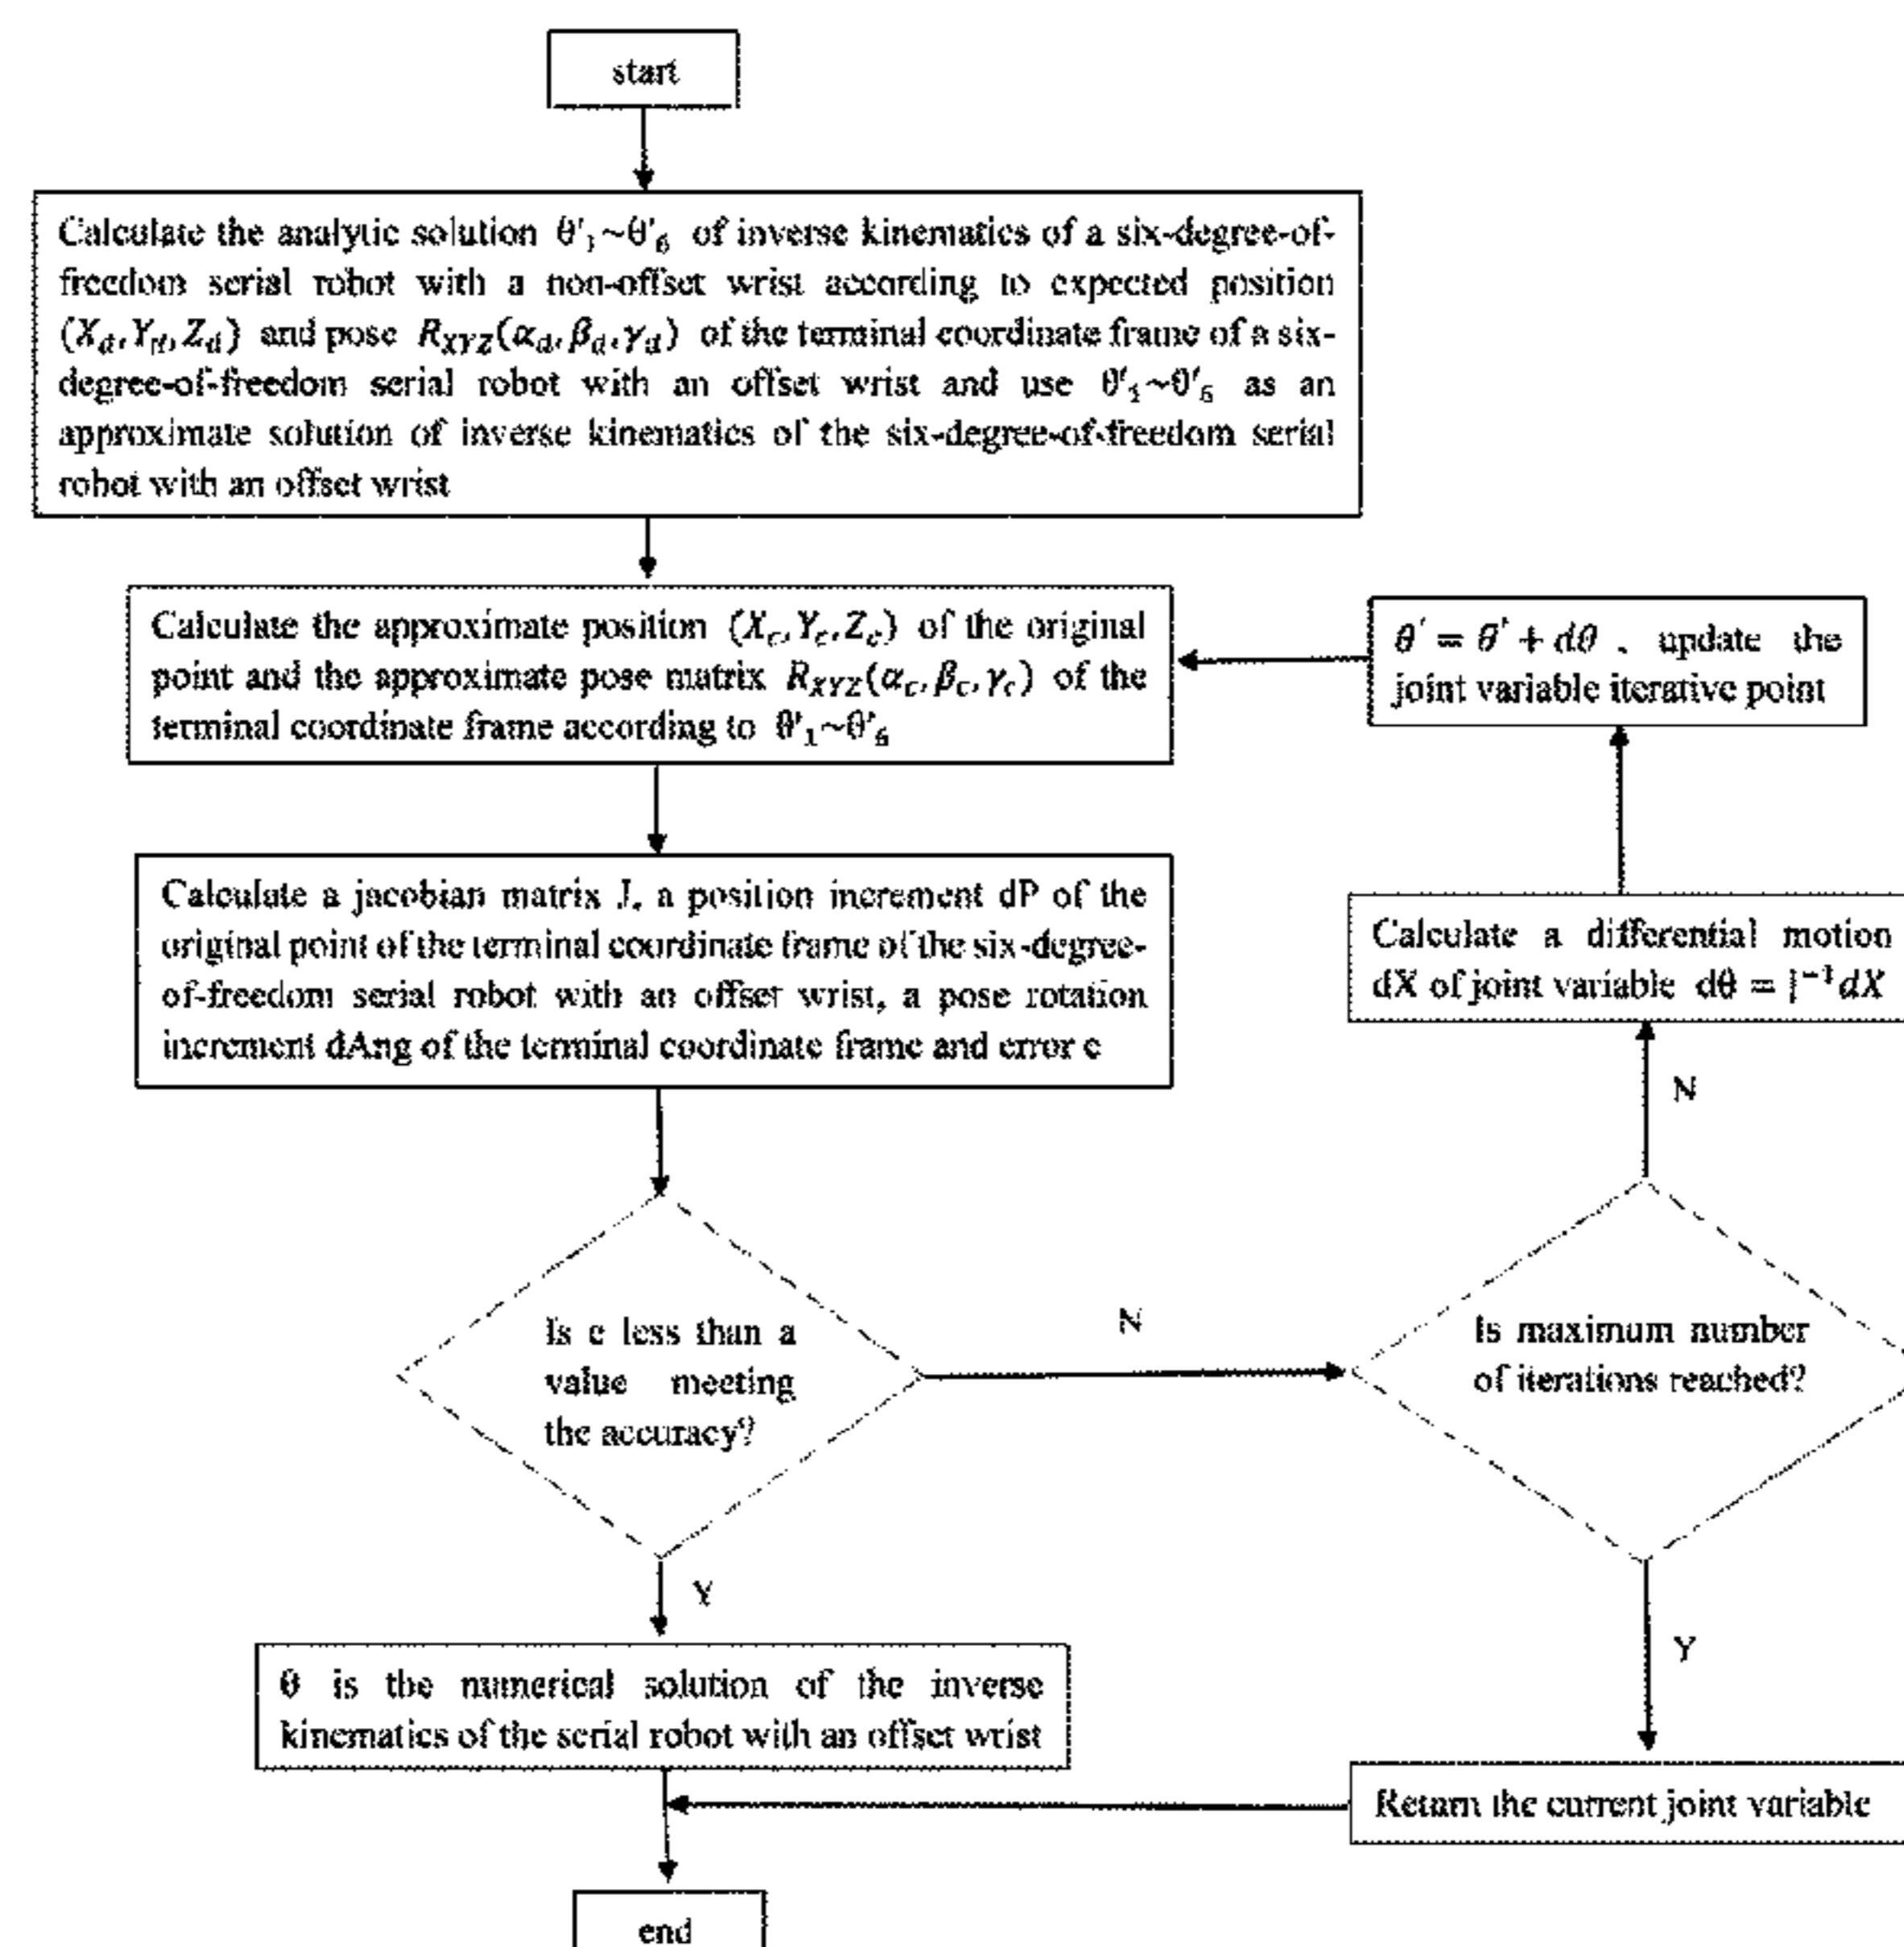 start
Calculate the analytic solution θ'₁~θ'₆ of inverse kinematics of a six-degree-of-
freedom serial robot with a non-offset wrist according to expected position
(X_d, Y_d, Z_d) and pose R_XYZ(α_d, β_d, γ_d) of the terminal coordinate frame of a six-
degree-of-freedom serial robot with an offset wrist and use θ'₁~θ'₆ as an
approximate solution of inverse kinematics of the six-degree-of-freedom serial
robot with an offset wrist
Calculate the approximate position (X_c, Y_c, Z_c) of the original
point and the approximate pose matrix R_XYZ(α_c, β_c, γ_c) of the
terminal coordinate frame according to θ'₁~θ'₆
θ' = θ' + dθ , update the
joint variable iterative point
Calculate a jacobian matrix J, a position increment dP of the
original point of the terminal coordinate frame of the six-degree-
of-freedom serial robot with an offset wrist, a pose rotation
increment dAng of the terminal coordinate frame and error e
Calculate a differential motion
dX of joint variable dθ = J⁻¹dX
N
Is e less than a
value meeting
the accuracy?
N
Is maximum number
of iterations reached?
Y
Y
θ is the numerical solution of the inverse
kinematics of the serial robot with an offset wrist
Return the current joint variable
end